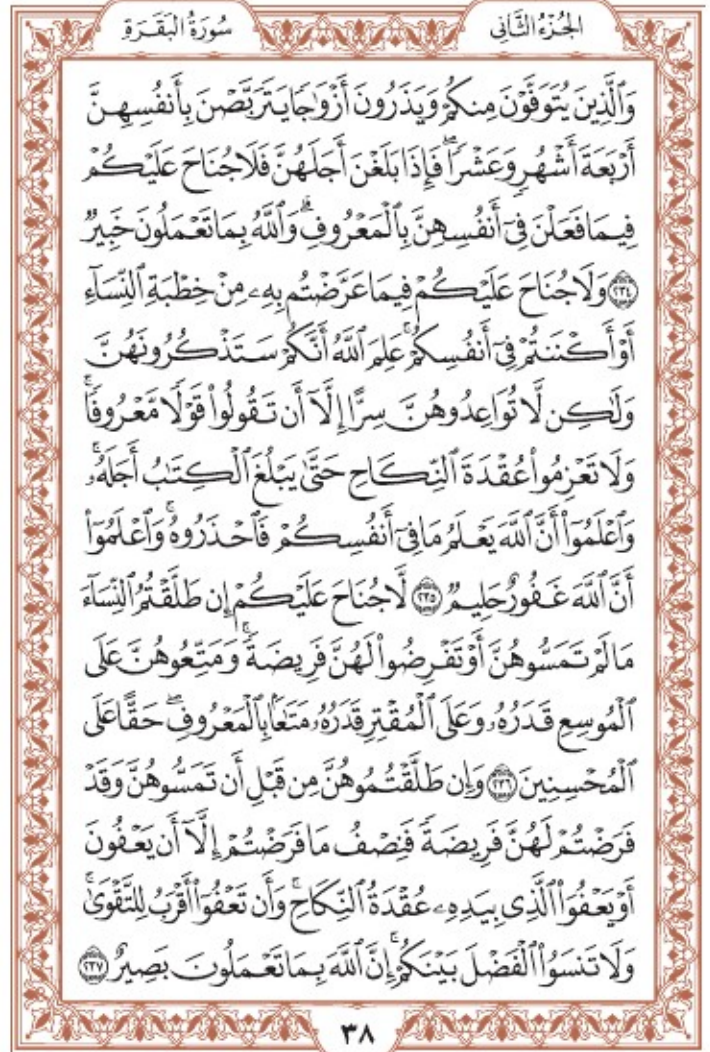 الجُزْءُ الثَّانِي سُورَةُ البَقَرَةِ
وَٱلَّذِينَ يُتَوَفَّوْنَ مِنكُمْ وَيَذَرُونَ أَزْوَٰجًا يَتَرَبَّصْنَ بِأَنفُسِهِنَّ
أَرْبَعَةَ أَشْهُرٍ وَعَشْرًا ۖ فَإِذَا بَلَغْنَ أَجَلَهُنَّ فَلَا جُنَاحَ عَلَيْكُمْ
فِيمَا فَعَلْنَ فِىٓ أَنفُسِهِنَّ بِٱلْمَعْرُوفِ ۗ وَٱللَّهُ بِمَا تَعْمَلُونَ خَبِيرٌ
٢٣٤ وَلَا جُنَاحَ عَلَيْكُمْ فِيمَا عَرَّضْتُم بِهِۦ مِنْ خِطْبَةِ ٱلنِّسَآءِ
أَوْ أَكْنَنتُمْ فِىٓ أَنفُسِكُمْ ۚ عَلِمَ ٱللَّهُ أَنَّكُمْ سَتَذْكُرُونَهُنَّ
وَلَٰكِن لَّا تُوَاعِدُوهُنَّ سِرًّا إِلَّآ أَن تَقُولُوا۟ قَوْلًا مَّعْرُوفًا ۚ
وَلَا تَعْزِمُوا۟ عُقْدَةَ ٱلنِّكَاحِ حَتَّىٰ يَبْلُغَ ٱلْكِتَٰبُ أَجَلَهُۥ ۚ
وَٱعْلَمُوٓا۟ أَنَّ ٱللَّهَ يَعْلَمُ مَا فِىٓ أَنفُسِكُمْ فَٱحْذَرُوهُ ۚ وَٱعْلَمُوٓا۟
أَنَّ ٱللَّهَ غَفُورٌ حَلِيمٌ ٢٣٥ لَّا جُنَاحَ عَلَيْكُمْ إِن طَلَّقْتُمُ ٱلنِّسَآءَ
مَا لَمْ تَمَسُّوهُنَّ أَوْ تَفْرِضُوا۟ لَهُنَّ فَرِيضَةً ۚ وَمَتِّعُوهُنَّ عَلَى
ٱلْمُوسِعِ قَدَرُهُۥ وَعَلَى ٱلْمُقْتِرِ قَدَرُهُۥ مَتَٰعًۢا بِٱلْمَعْرُوفِ ۖ حَقًّا عَلَى
ٱلْمُحْسِنِينَ ٢٣٦ وَإِن طَلَّقْتُمُوهُنَّ مِن قَبْلِ أَن تَمَسُّوهُنَّ وَقَدْ
فَرَضْتُمْ لَهُنَّ فَرِيضَةً فَنِصْفُ مَا فَرَضْتُمْ إِلَّآ أَن يَعْفُونَ
أَوْ يَعْفُوَا۟ ٱلَّذِى بِيَدِهِۦ عُقْدَةُ ٱلنِّكَاحِ ۚ وَأَن تَعْفُوٓا۟ أَقْرَبُ لِلتَّقْوَىٰ ۚ
وَلَا تَنسَوُا۟ ٱلْفَضْلَ بَيْنَكُمْ ۚ إِنَّ ٱللَّهَ بِمَا تَعْمَلُونَ بَصِيرٌ ٢٣٧
٣٨